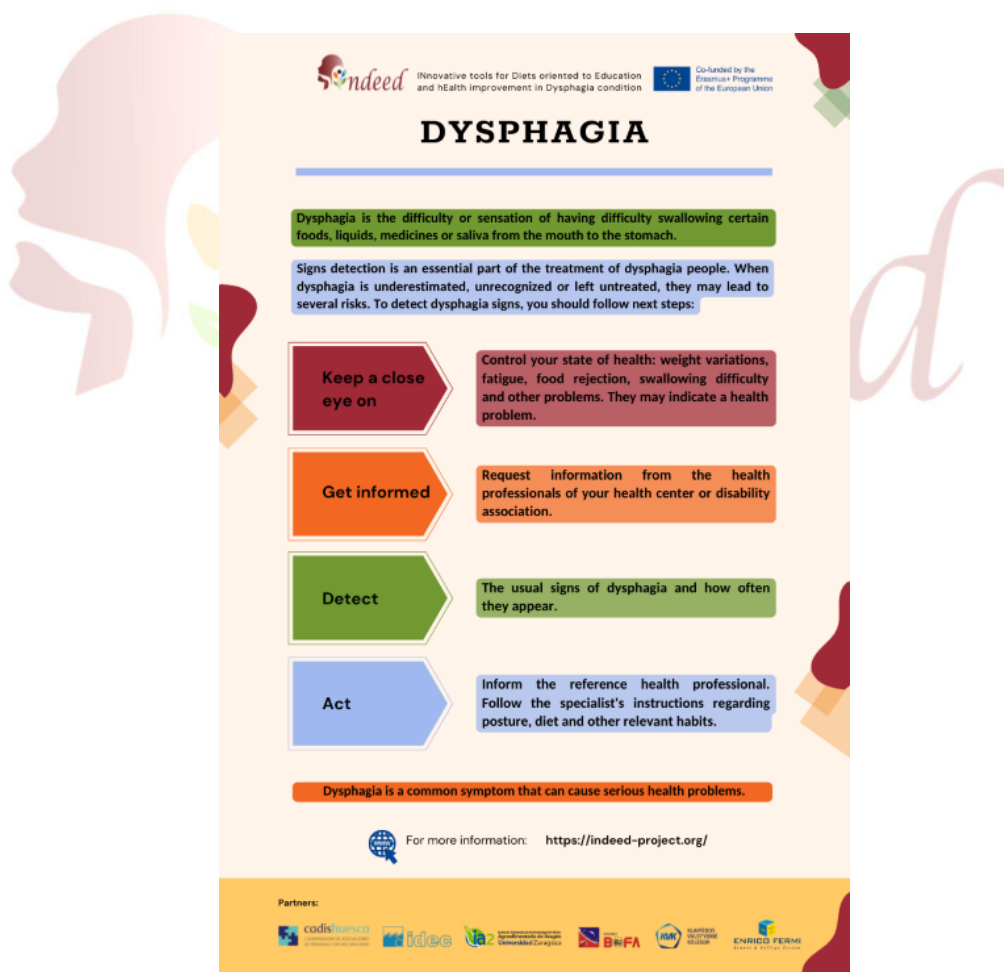 indeed
INnovative tools for Diets oriented to Education
and hEalth improvement in Dysphagia condition
Co-funded by the
Erasmus+ Programme
of the European Union
DYSPHAGIA
Dysphagia is the difficulty or sensation of having difficulty swallowing certain
foods, liquids, medicines or saliva from the mouth to the stomach.
Signs detection is an essential part of the treatment of dysphagia people. When
dysphagia is underestimated, unrecognized or left untreated, they may lead to
several risks. To detect dysphagia signs, you should follow next steps:
Keep a close
eye on
Control your state of health: weight variations,
fatigue, food rejection, swallowing difficulty
and other problems. They may indicate a health
problem.
Get informed
Request information from the health
professionals of your health center or disability
association.
Detect
The usual signs of dysphagia and how often
they appear.
Act
Inform the reference health professional.
Follow the specialist's instructions regarding
posture, diet and other relevant habits.
Dysphagia is a common symptom that can cause serious health problems.
www
For more information: https://indeed-project.org/
Partners:
cadishuesca
idec
ia2
Universidad Zaragoza
BOFA
KVK
ENRICO FERMI